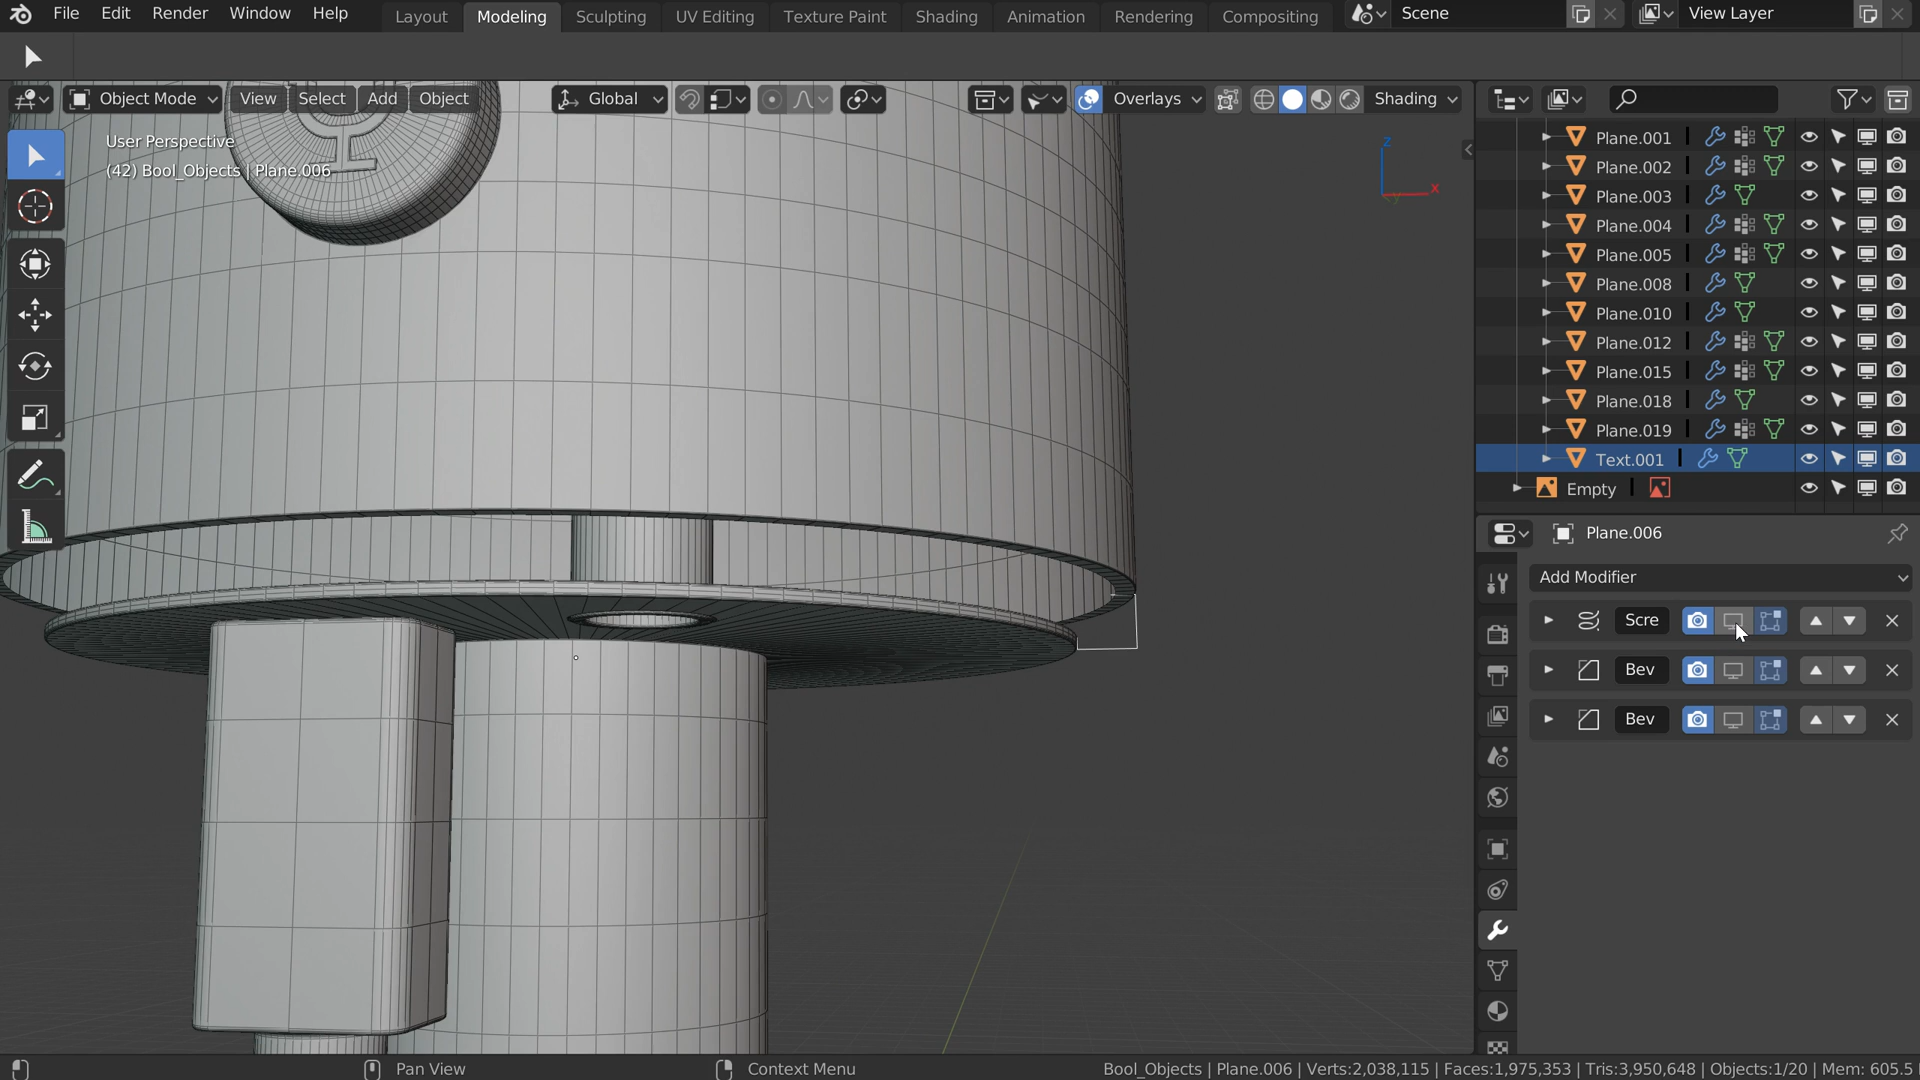 File Edit Render Window Help Layout Modeling Sculpting UV Editing Texture Paint Shading Animation Rendering Compositing Scene View Layer
Object Mode View Select Add Object Global Overlays Shading
User Perspective
(42) Bool_Objects | Plane.006
Z
X
Y
Plane.001
Plane.002
Plane.003
Plane.004
Plane.005
Plane.008
Plane.010
Plane.012
Plane.015
Plane.018
Plane.019
Text.001
Empty
Plane.006
Add Modifier
Scre
Bev
Bev
Pan View Context Menu Bool_Objects | Plane.006 | Verts:2,038,115 | Faces:1,975,353 | Tris:3,950,648 | Objects:1/20 | Mem: 605.5